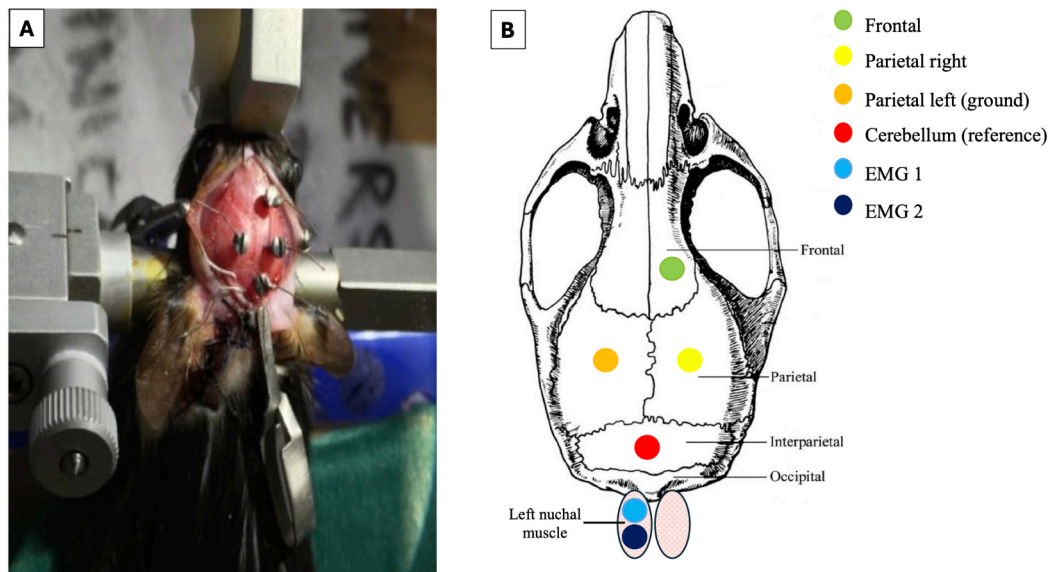 A
B
Frontal
Parietal right
Parietal left (ground)
Cerebellum (reference)
EMG 1
EMG 2
Frontal
Parietal
Interparietal
Occipital
Left nuchal
muscle